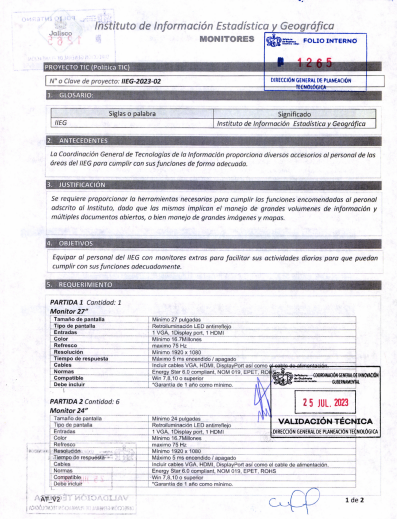 Instituto de Información Estadística y Geográfica
Jalisco
MONITORES
FOLIO INTERNO
1265
DIRECCIÓN GENERAL DE PLANEACIÓN
TECNOLÓGICA
PROYECTO TIC (Política TIC)
N° o Clave de proyecto: IIEG-2023-02
1. GLOSARIO:
Siglas o palabra Significado
IIEG Instituto de Información Estadística y Geográfica
2. ANTECEDENTES
La Coordinación General de Tecnologías de la Información proporciona diversos accesorios al personal de las
áreas del IIEG para cumplir con sus funciones de forma adecuada.
3. JUSTIFICACIÓN
Se requiere proporcionar la herramientas necesarias para cumplir las funciones encomendadas al peronal
adscrito al Instituto, dado que las mismas implican el manejo de grandes volumenes de información y
múltiples documentos abiertos, o bien manejo de grandes imágenes y mapas.
4. OBJETIVOS
Equipar al personal del IIEG con monitores extras para facilitar sus actividades diarios para que puedan
cumplir con sus funciones adecuadamente.
5. REQUERIMIENTO
PARTIDA 1 Cantidad: 1
Monitor 27"
Tamaño de pantalla Mínimo 27 pulgadas
Tipo de pantalla Retroiluminación LED antirreflejo
Entradas 1 VGA, 1Display port, 1 HDMI
Color Mínimo 16.7Millones
Refresco maximo 75 Hz
Resolución Mínimo 1920 x 1080
Tiempo de respuesta Máximo 5 ms encendido / apagado
Cables Incluir cables VGA, HDMI, DisplayPort así como el cable de alimentación.
Normas Energy Star 6.0 compliant, NOM 019, EPET, ROHS
Compatible Win 7,8,10 o superior
Debe incluir *Garantía de 1 año como mínimo.
COORDINACIÓN GENERAL DE INNOVACIÓN
GUBERNAMENTAL
25 JUL. 2023
VALIDACIÓN TÉCNICA
DIRECCIÓN GENERAL DE PLANEACIÓN TECNOLÓGICA
PARTIDA 2 Cantidad: 6
Monitor 24"
Tamaño de pantalla Mínimo 24 pulgadas
Tipo de pantalla Retroiluminación LED antirreflejo
Entradas 1 VGA, 1Display port, 1 HDMI
Color Mínimo 16.7Millones
Refresco maximo 75 Hz
Resolución Mínimo 1920 x 1080
Tiempo de respuesta Máximo 5 ms encendido / apagado
Cables Incluir cables VGA, HDMI, DisplayPort así como el cable de alimentación.
Normas Energy Star 6.0 compliant, NOM 019, EPET, ROHS
Compatible Win 7,8,10 o superior
Debe incluir *Garantía de 1 año como mínimo.
AT_V2
1 de 2